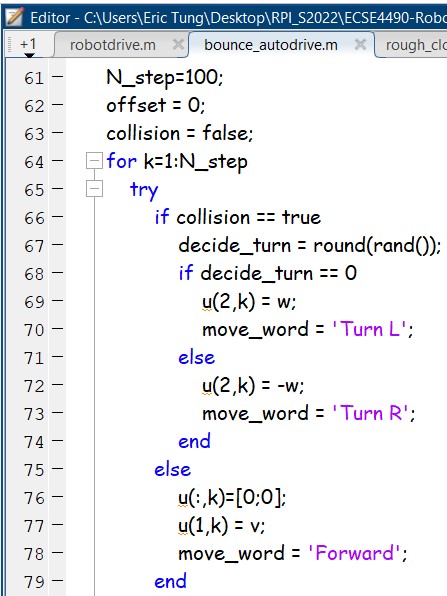 Editor - C:\Users\Eric Tung\Desktop\RPI_S2022\ECSE4490-Robo
+1 robotdrive.m bounce_autodrive.m rough_clo
61 N_step=100;
62 offset = 0;
63 collision = false;
64 for k=1:N_step
65 try
66 if collision == true
67 decide_turn = round(rand());
68 if decide_turn == 0
69 u(2,k) = w;
70 move_word = 'Turn L';
71 else
72 u(2,k) = -w;
73 move_word = 'Turn R';
74 end
75 else
76 u(:,k)=[0;0];
77 u(1,k) = v;
78 move_word = 'Forward';
79 end